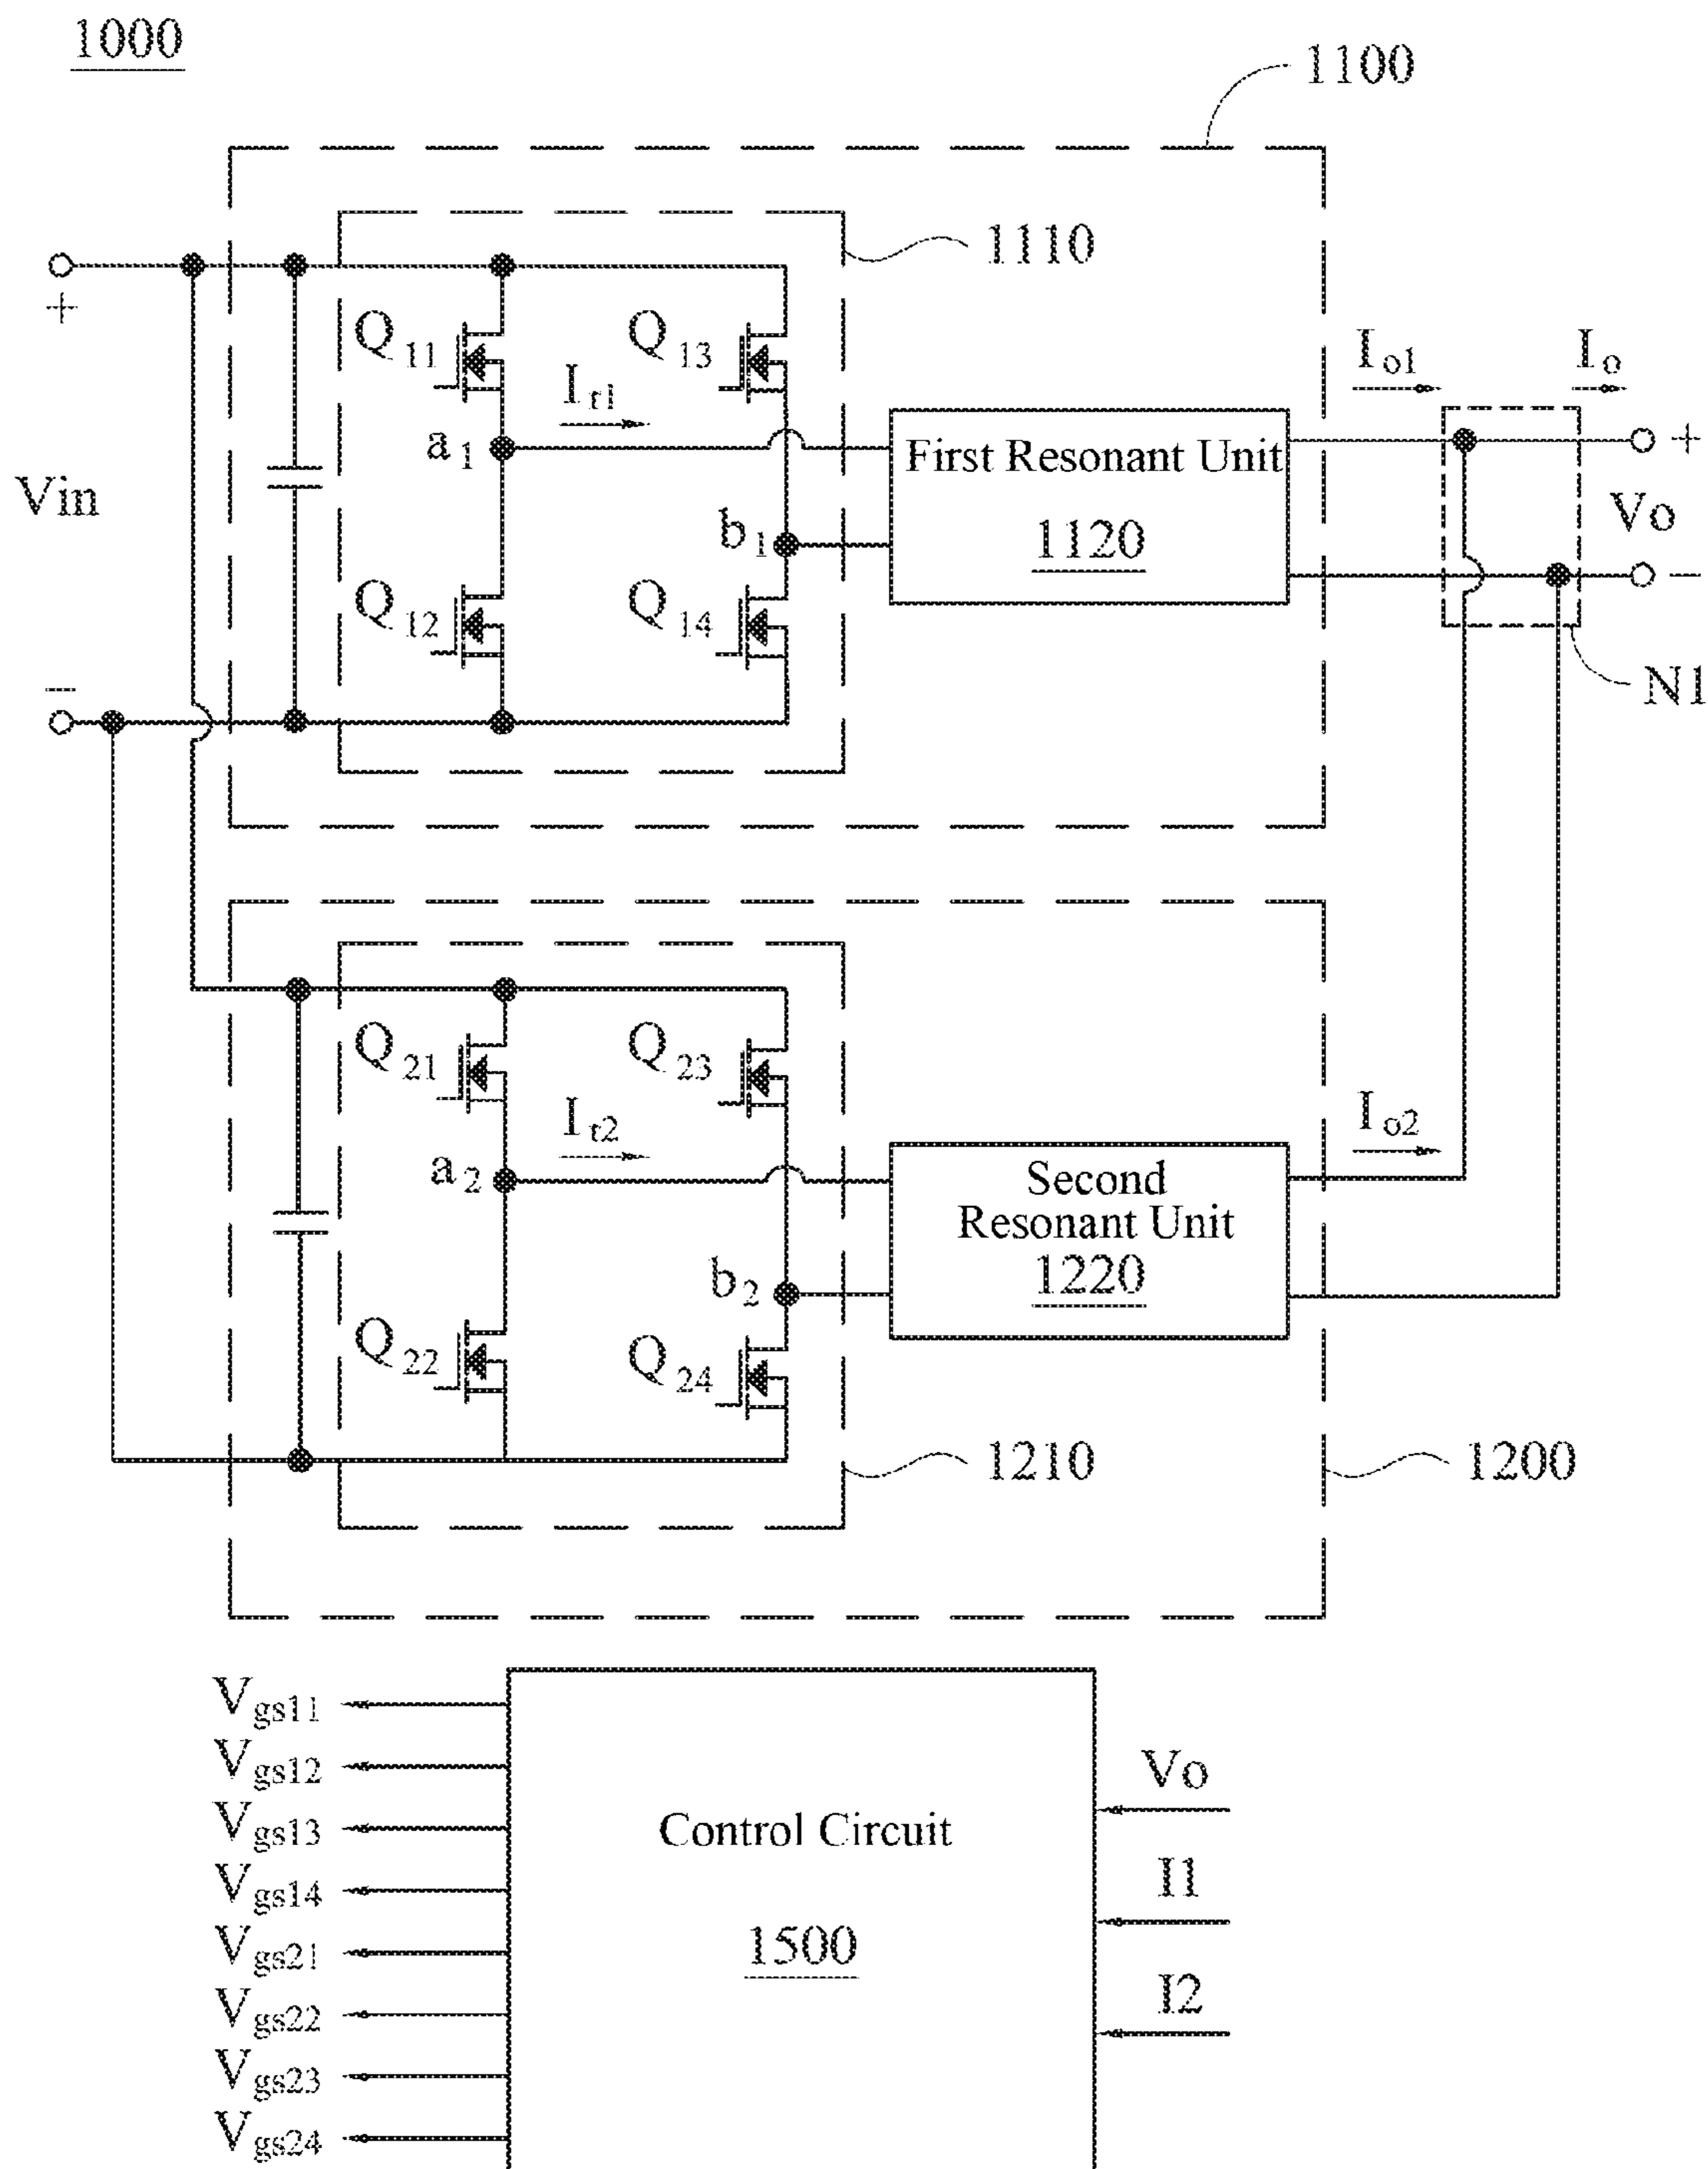 1000
1100
1110
+
Q11
Q13
Ir1
Io1
Io
a1
First Resonant Unit
+
Vin
b1
1120
Vo
Q12
Q14
−
−
N1
Q21
Q23
Ir2
Io2
a2
Second
Resonant Unit
b2
1220
Q22
Q24
1210
1200
Vgs11
Vgs12
Vgs13
Vgs14
Vgs21
Vgs22
Vgs23
Vgs24
Control Circuit
1500
Vo
I1
I2